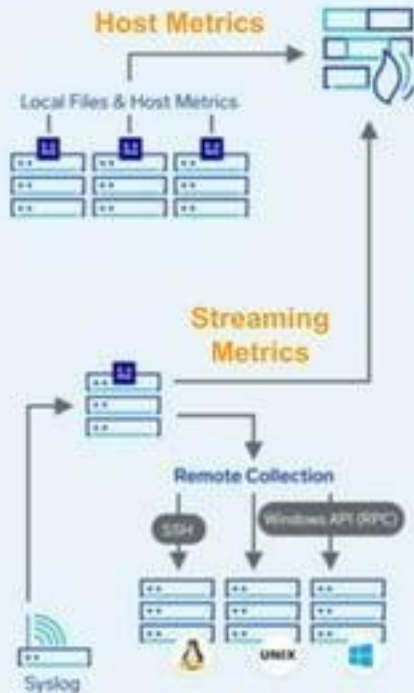 Host Metrics
Local Files & Host Metrics
Streaming
Metrics
Remote Collection
SSH
Windows API (RPC)
UNIX
Syslog